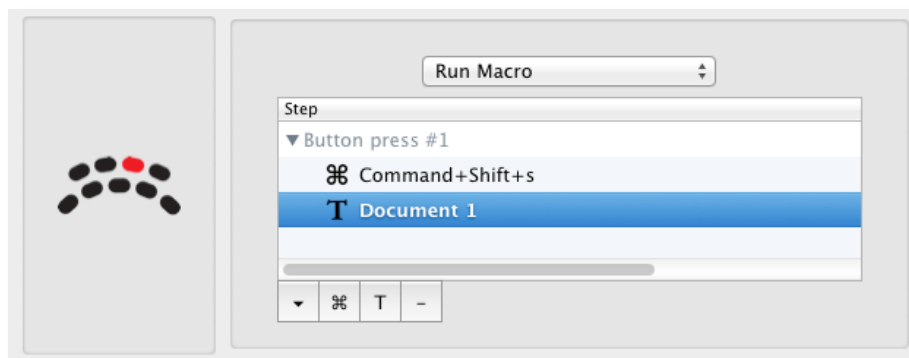 Run Macro
Step
▼ Button press #1
⌘ Command+Shift+s
T Document 1
⌘ T -